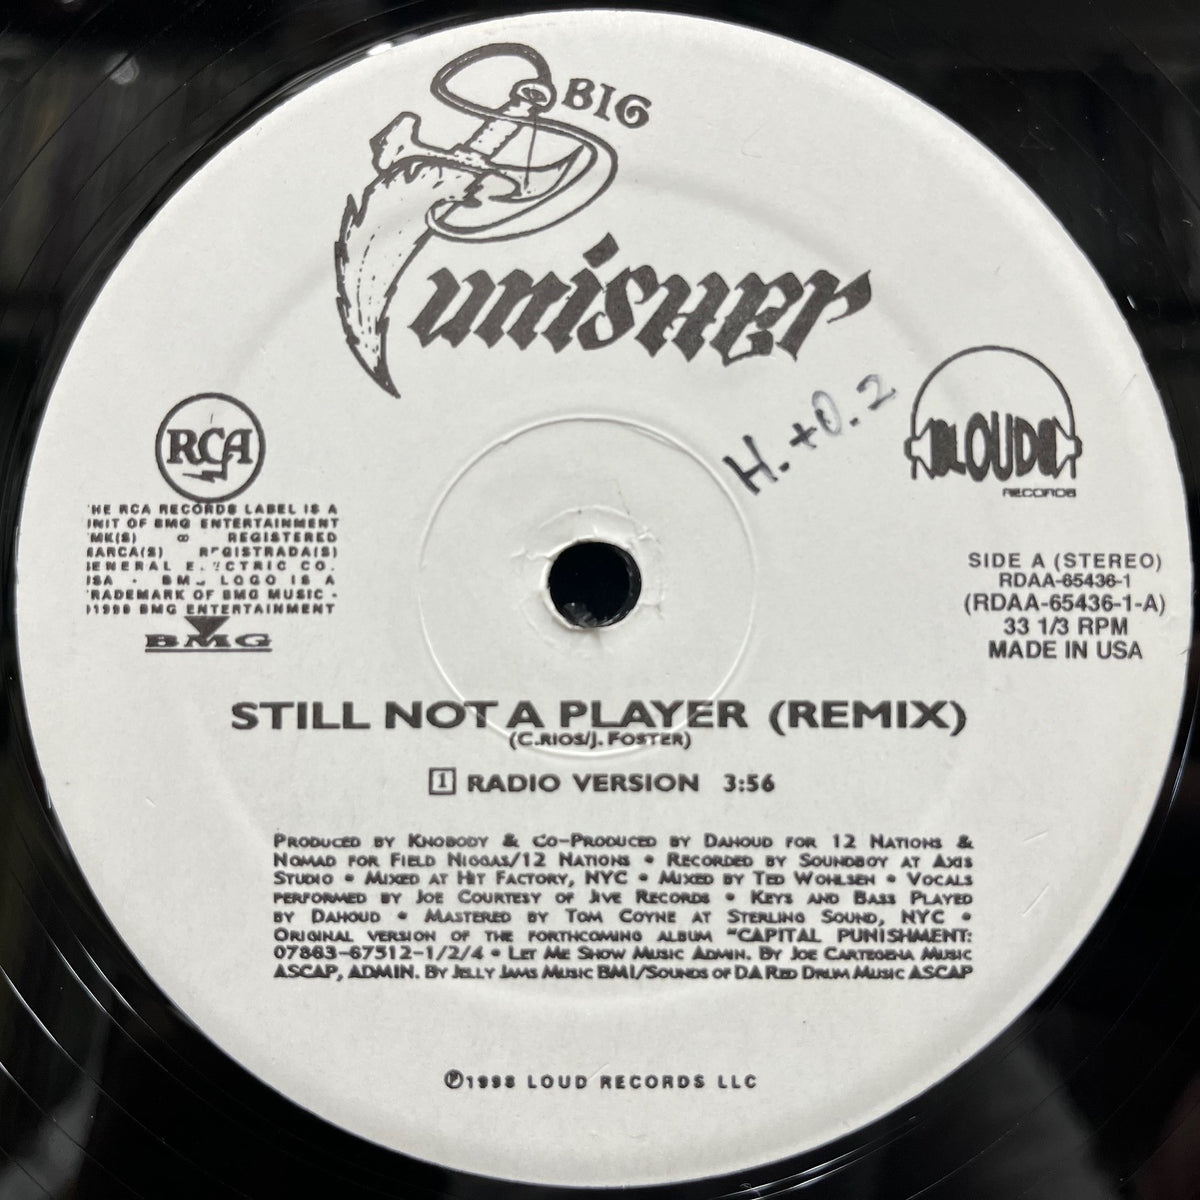 BIG
Punisher
H. +0. 2
RCA
LOUD
RECORDS
HE RCA RECORDS LABEL IS A
UNIT OF BMG ENTERTAINMENT
TMK(S) ® REGISTERED
MARCA(S) REGISTRADA(S)
GENERAL ELECTRIC CO.
USA - BMG LOGO IS A
TRADEMARK OF BMG MUSIC -
1998 BMG ENTERTAINMENT
BMG
SIDE A (STEREO)
RDAA-65436-1
(RDAA-65436-1-A)
33 1/3 RPM
MADE IN USA
STILL NOT A PLAYER (REMIX)
(C.RIOS/J. FOSTER)
1 RADIO VERSION 3:56
PRODUCED BY KNOBODY & CO-PRODUCED BY DAHOUD FOR 12 NATIONS &
NOMAD FOR FIELD NIGGAS/12 NATIONS • RECORDED BY SOUNDBOY AT AXIS
STUDIO • MIXED AT HIT FACTORY, NYC • MIXED BY TED WOHLSEN • VOCALS
PERFORMED BY JOE COURTESY OF JIVE RECORDS • KEYS AND BASS PLAYED
BY DAHOUD • MASTERED BY TOM COYNE AT STERLING SOUND, NYC •
ORIGINAL VERSION OF THE FORTHCOMING ALBUM "CAPITAL PUNISHMENT:
07863-67512-1/2/4 • LET ME SHOW MUSIC ADMIN. BY JOE CARTEGENA MUSIC
ASCAP, ADMIN. BY JELLY JAMS MUSIC BMI/SOUNDS OF DA RED DRUM MUSIC ASCAP
℗1998 LOUD RECORDS LLC